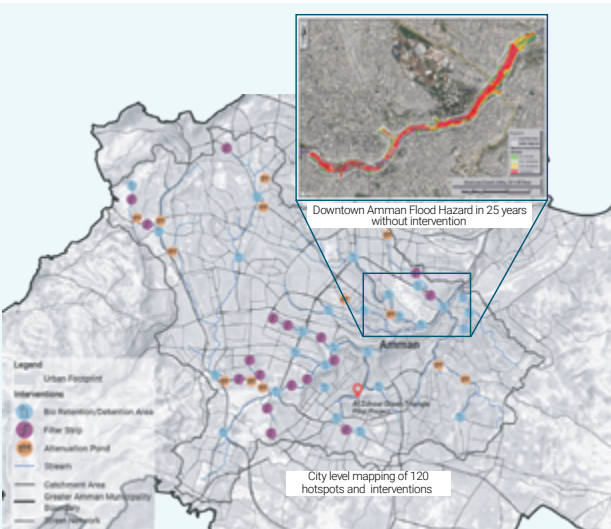 Downtown Amman Flood Hazard in 25 years
without intervention
Amman
Pilot Project
City level mapping of 120
hotspots and interventions
Legend
Urban Footprint
Interventions
Bio Retention/Detention Area
Filter Strip
Attenuation Pond
Stream
Catchment Area
Greater Amman Municipality
Boundary
Street Network